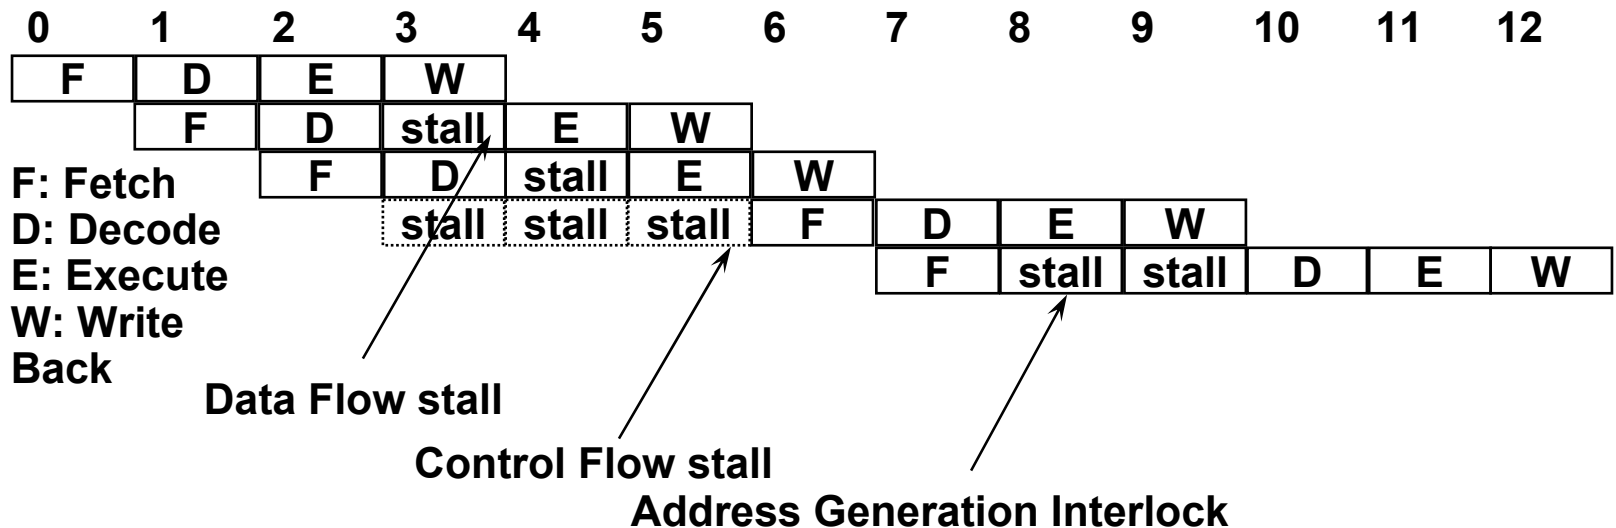 0 1 2 3 4 5 6 7 8 9 10 11 12
F D E W
F D stall E W
F D stall E W
stall stall stall F D E W
F stall stall D E W
F: Fetch
D: Decode
E: Execute
W: Write
Back
Data Flow stall
Control Flow stall
Address Generation Interlock